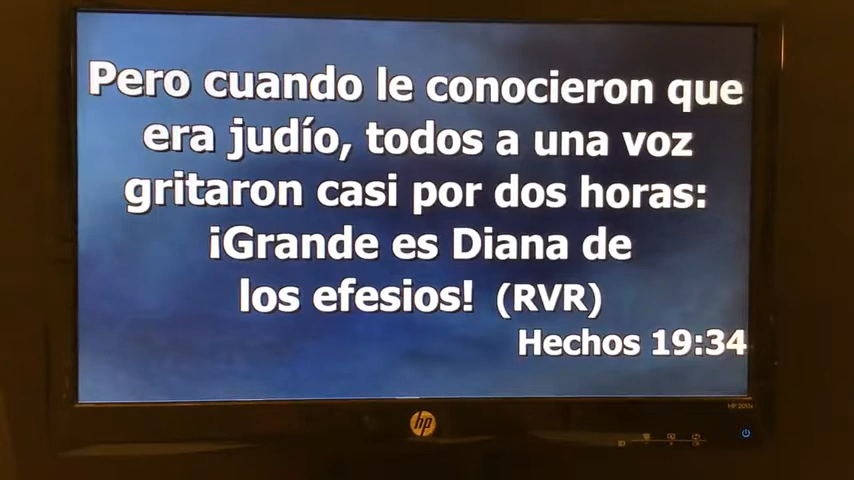 Pero cuando le conocieron que
era judío, todos a una voz
gritaron casi por dos horas:
¡Grande es Diana de
los efesios! (RVR)
Hechos 19:34
hp